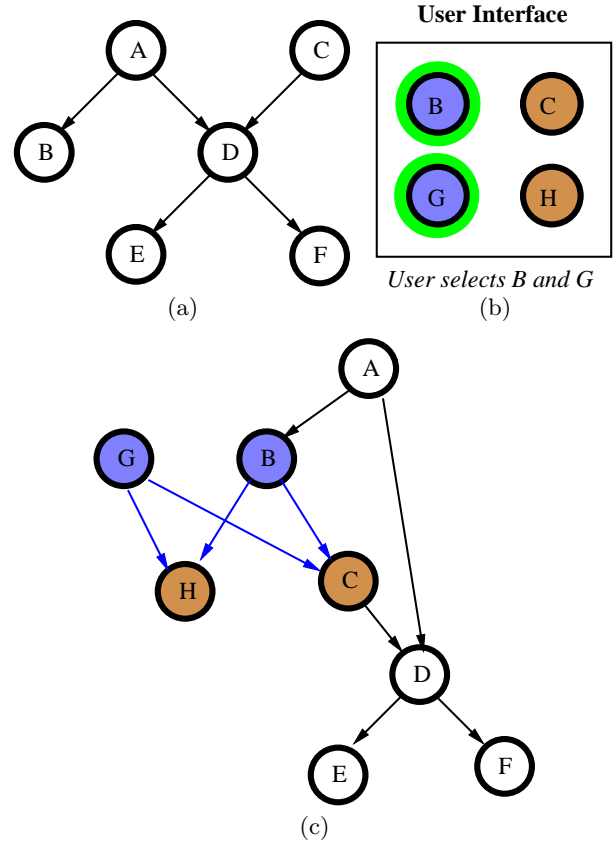 User Interface
A
C
B
D
E
F
B
C
G
H
User selects B and G
(a)
(b)
A
G
B
H
C
D
E
F
(c)